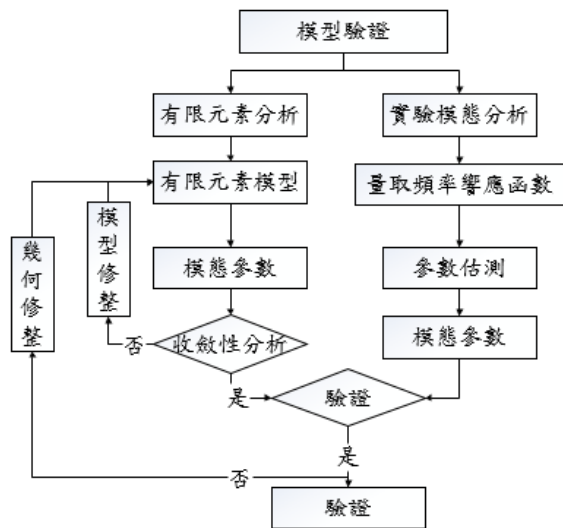 模型驗證
有限元素分析
實驗模態分析
有限元素模型
量取頻率響應函數
幾何修整
模型修整
模態參數
參數估測
否
收斂性分析
模態參數
是
驗證
是
否
驗證